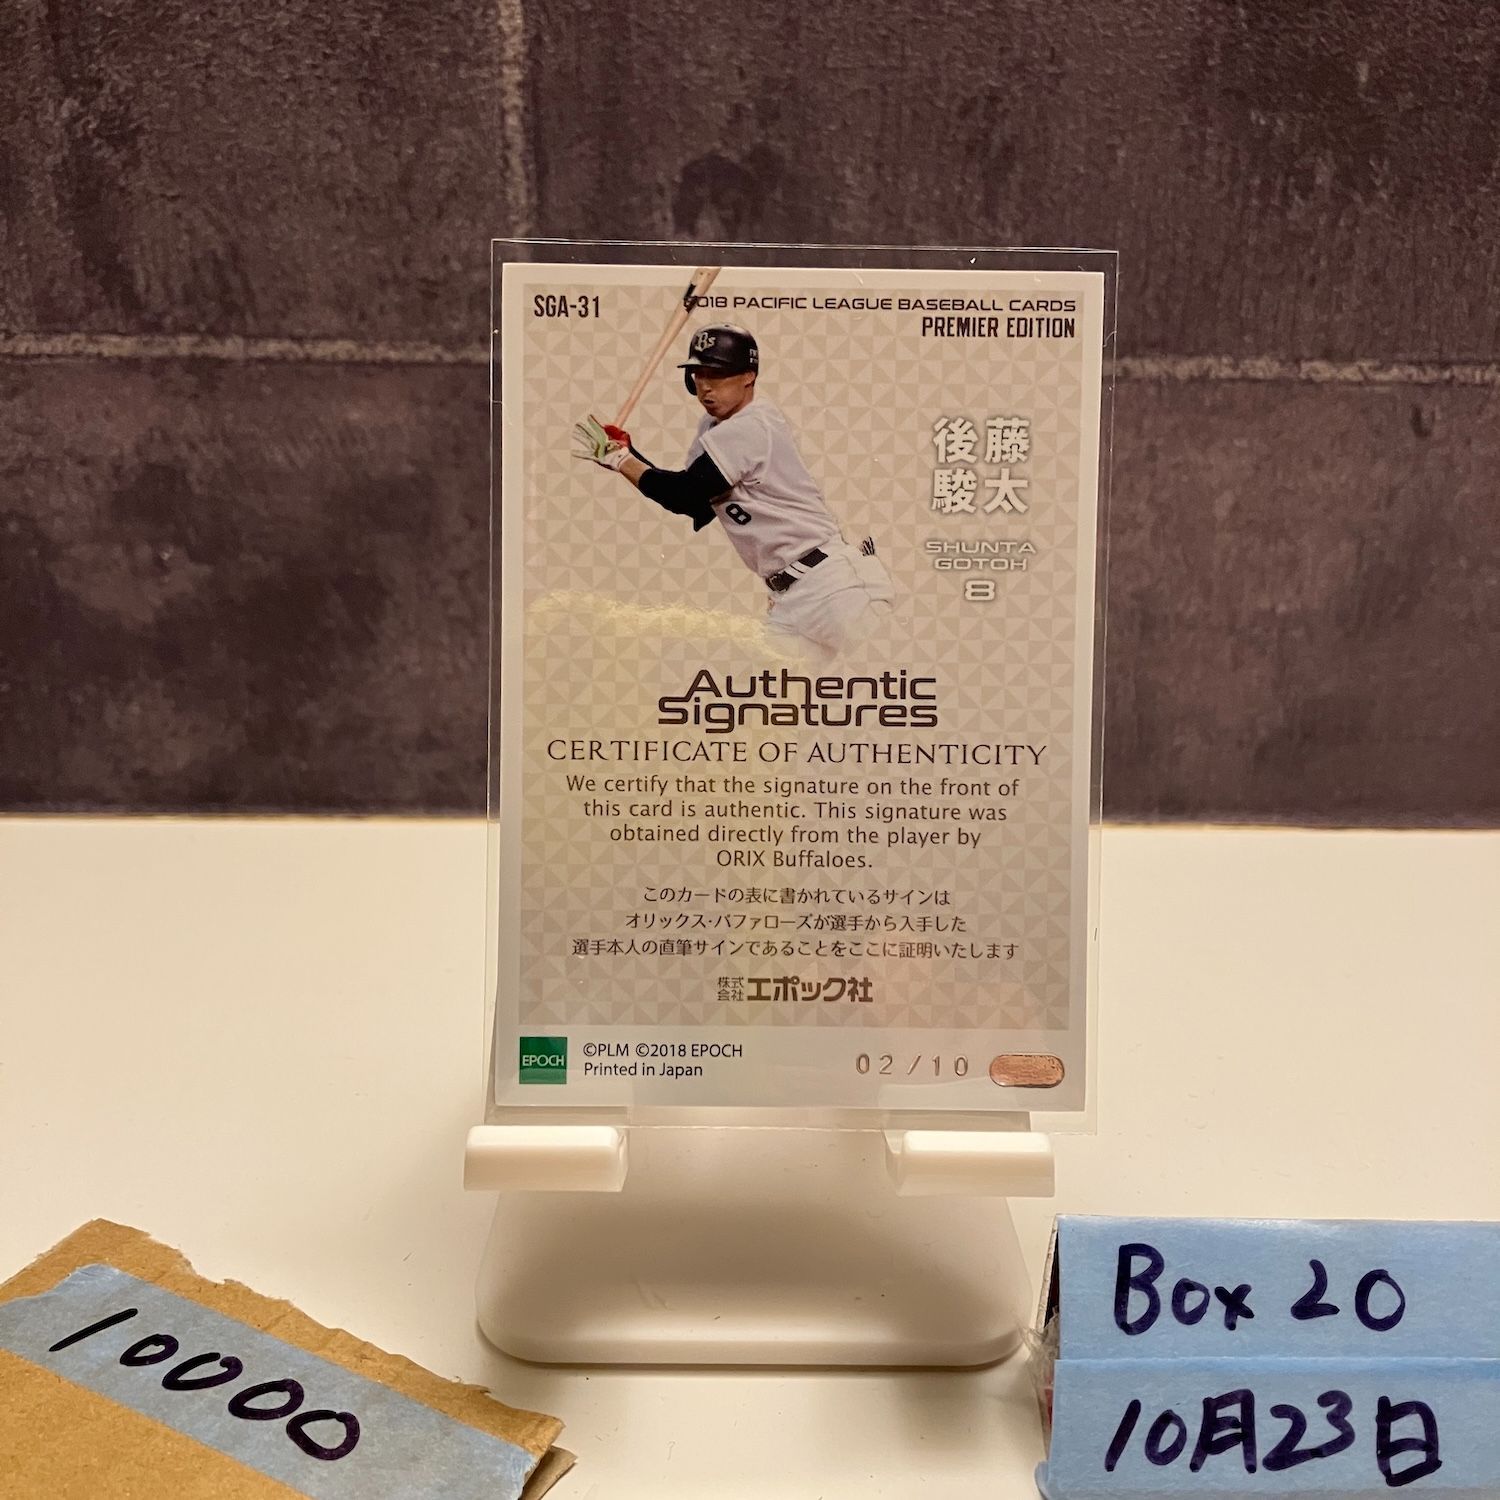 SGA-31
2018 PACIFIC LEAGUE BASEBALL CARDS
PREMIER EDITION
Bs
8
後藤
駿太
SHUNTA
GOTOH
8
Authentic
Signatures
CERTIFICATE OF AUTHENTICITY
We certify that the signature on the front of
this card is authentic. This signature was
obtained directly from the player by
ORIX Buffaloes.
このカードの表に書かれているサインは
オリックス・バファローズが選手から入手した
選手本人の直筆サインであることをここに証明いたします
株式会社エポック社
EPOCH
©PLM ©2018 EPOCH
Printed in Japan
02/10
10000
Box 20
10月23日